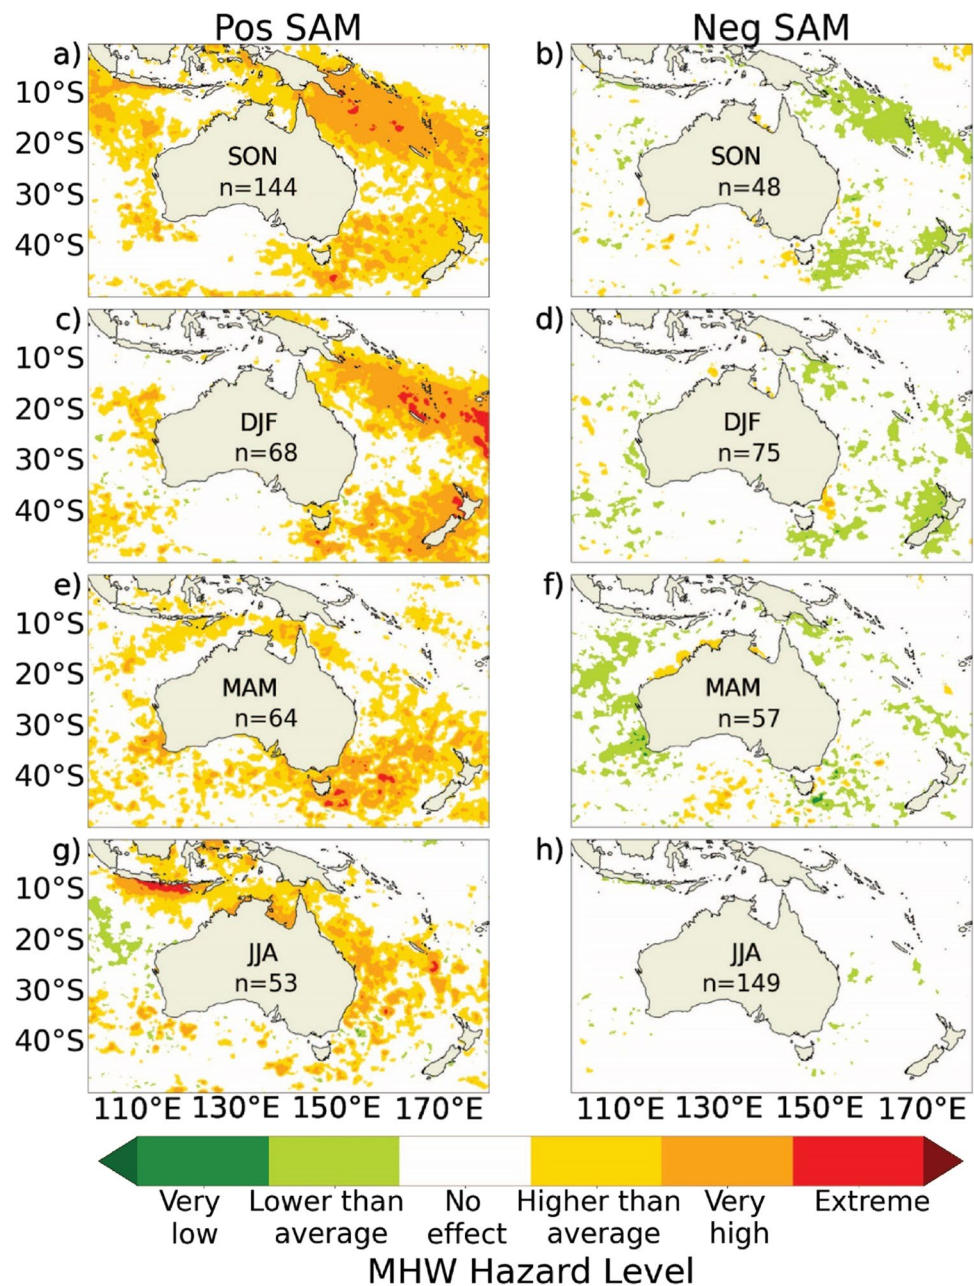 Pos SAM Neg SAM
a) b)
10°S
20°S
30°S
40°S
SON SON
n=144 n=48
c) d)
10°S
20°S
30°S
40°S
DJF DJF
n=68 n=75
e) f)
10°S
20°S
30°S
40°S
MAM MAM
n=64 n=57
g) h)
10°S
20°S
30°S
40°S
JJA JJA
n=53 n=149
110°E 130°E 150°E 170°E 110°E 130°E 150°E 170°E
Very Lower than No Higher than Very Extreme
low average effect average high
MHW Hazard Level